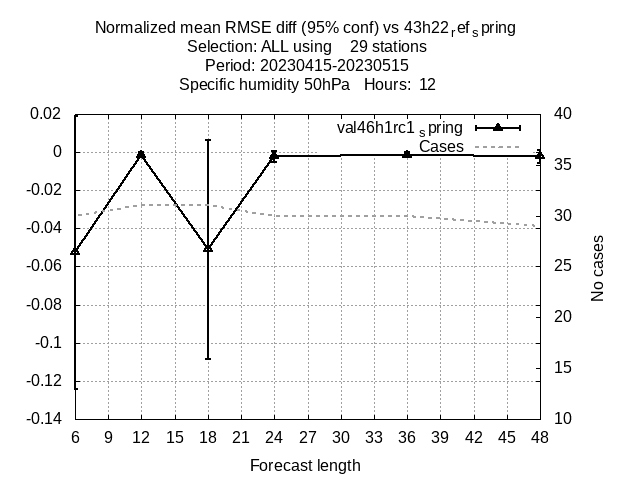 Normalized mean RMSE diff (95% conf) vs 43h22refspring
Selection: ALL using    29 stations
Period: 20230415-20230515
Specific humidity 50hPa   Hours:  12
0.02
0
-0.02
-0.04
-0.06
-0.08
-0.1
-0.12
-0.14
val46h1rc1spring
Cases
40
35
30
25
20
15
10
No cases
6 9 12 15 18 21 24 27 30 33 36 39 42 45 48
Forecast length